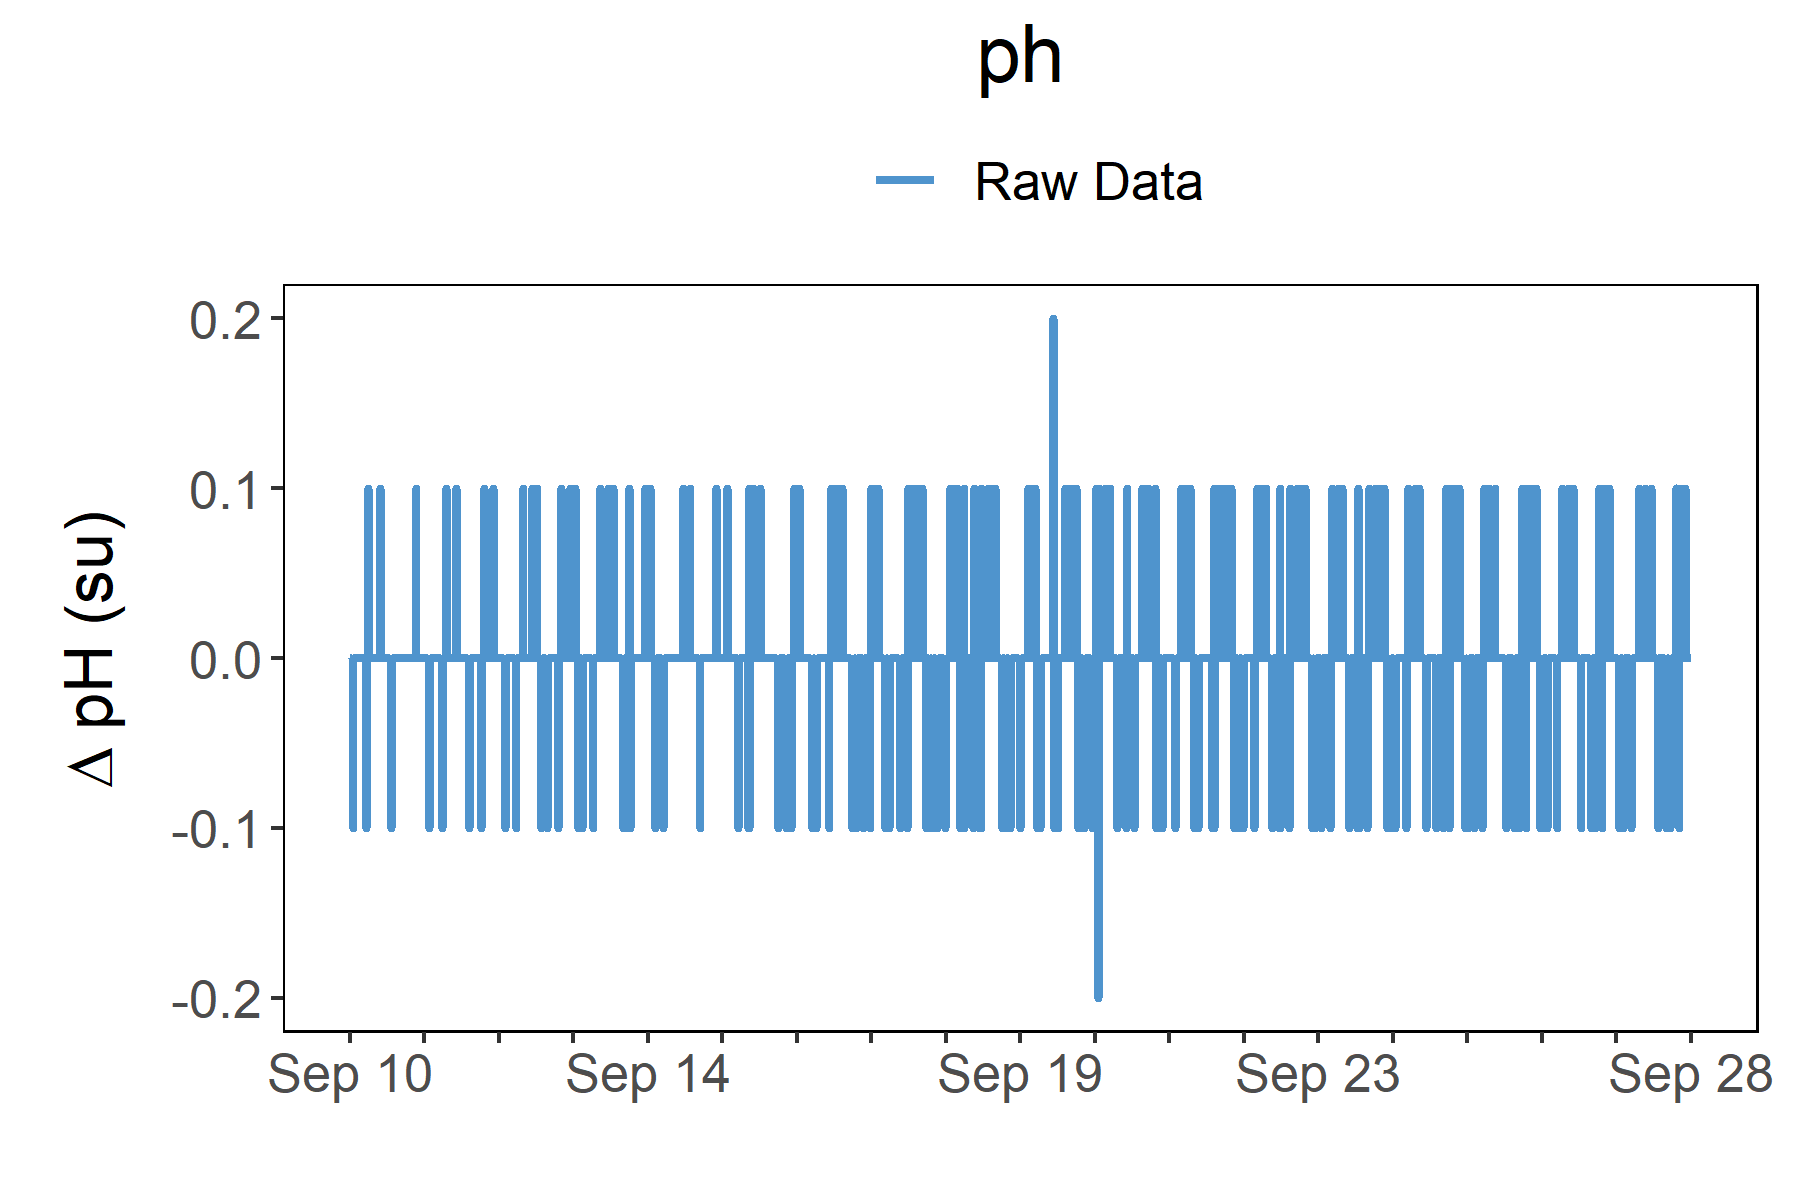 ph
Raw Data
Δ pH (su)
0.2
0.1
0.0
-0.1
-0.2
Sep 10 Sep 14 Sep 19 Sep 23 Sep 28